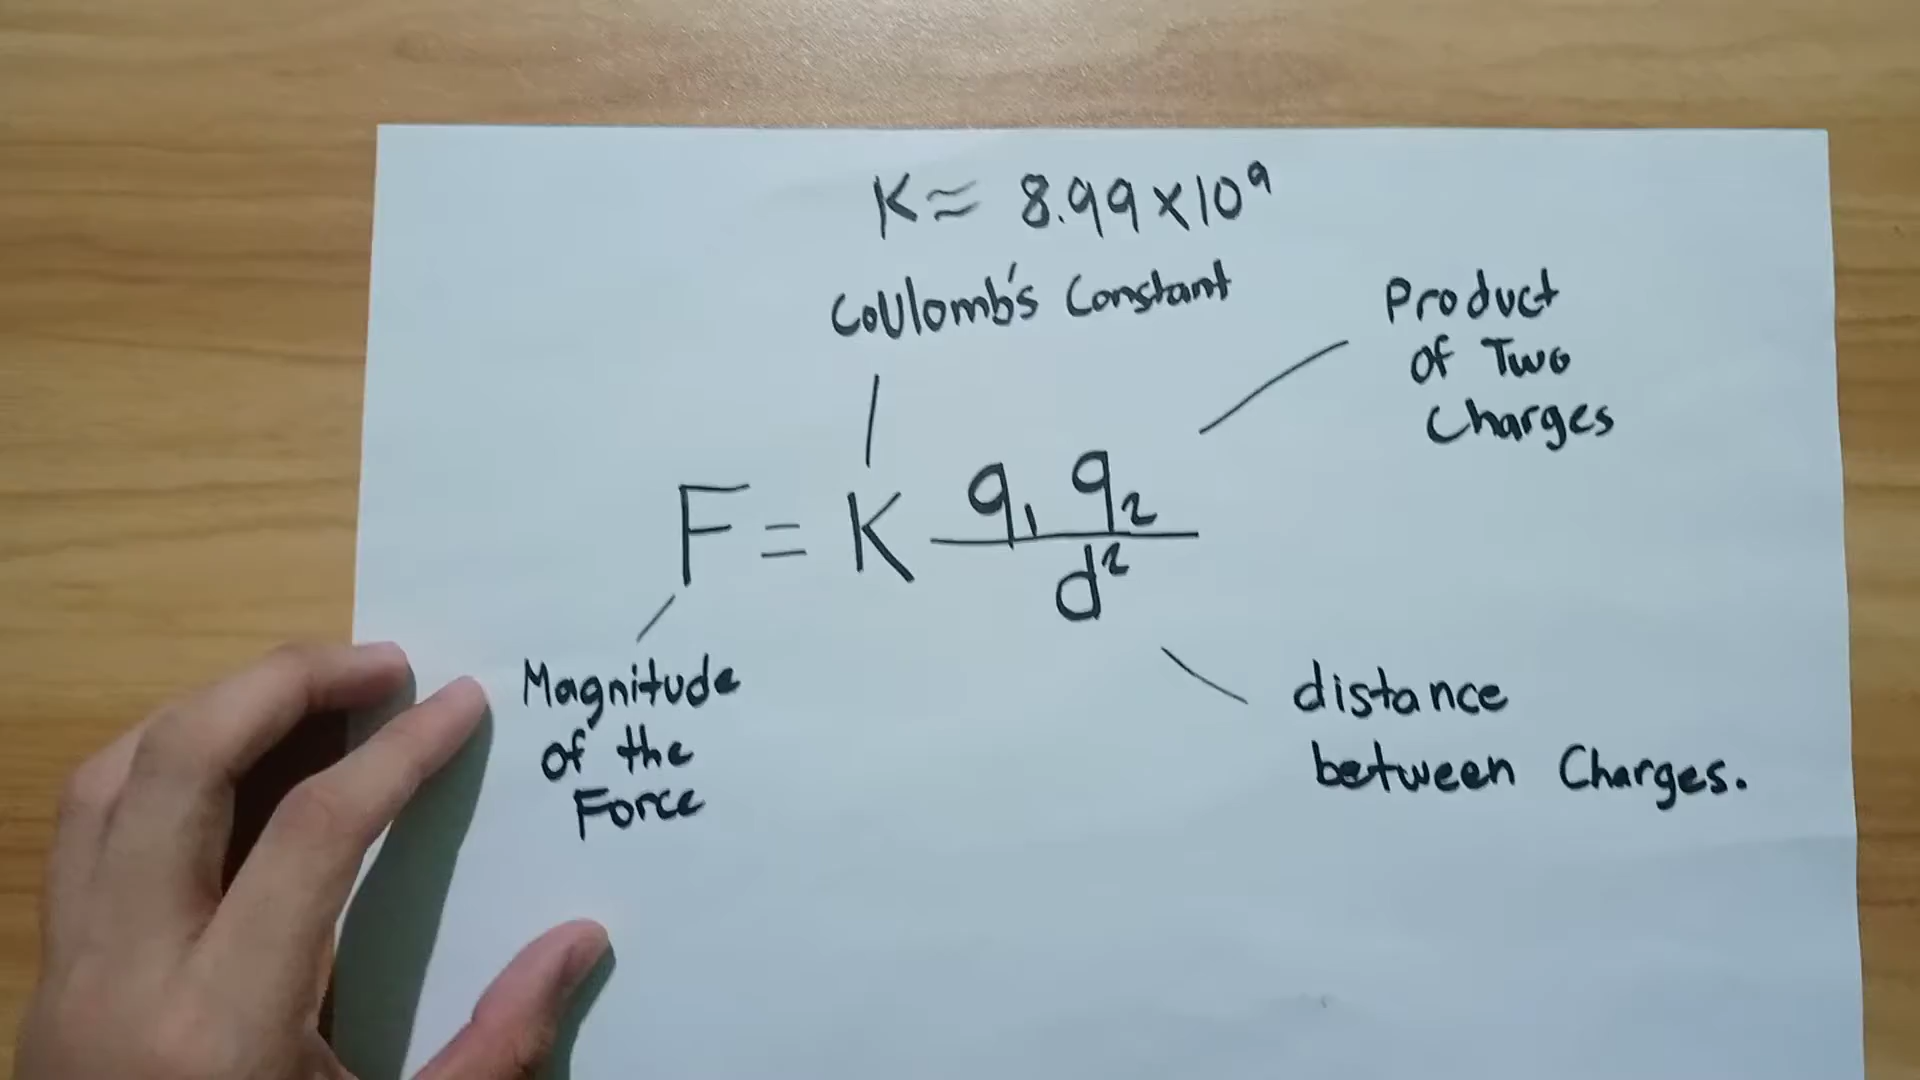 K ≈ 8.99 x 10⁹
Coulomb's Constant
Product
of Two
Charges
F = K q₁ q₂
d²
Magnitude
of the
Force
distance
between Charges.